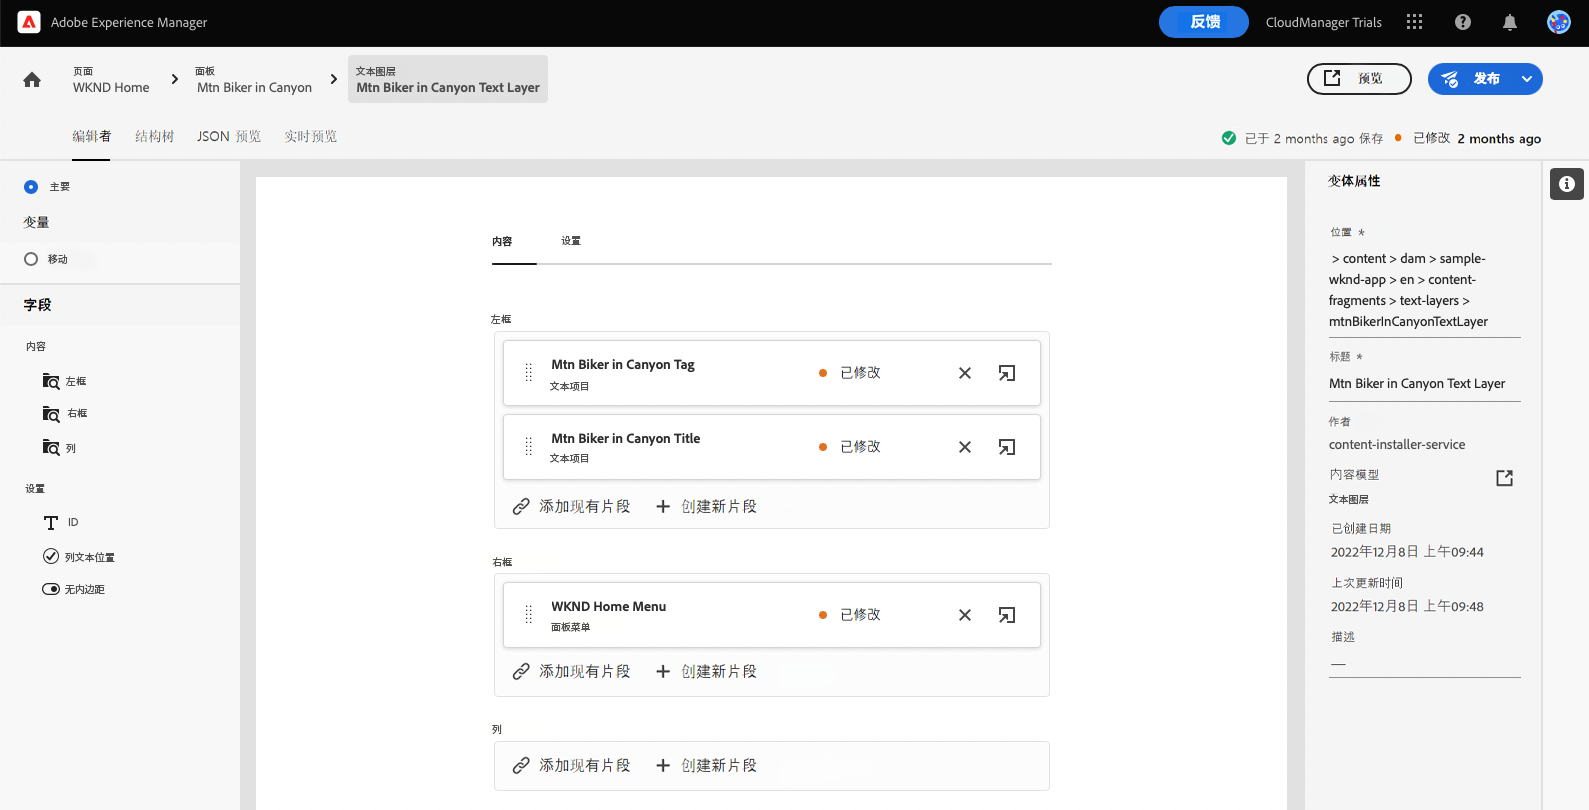 Adobe Experience Manager
反馈
CloudManager Trials
页面
WKND Home
面板
Mtn Biker in Canyon
文本图层
Mtn Biker in Canyon Text Layer
预览
发布
编辑者
结构树
JSON 预览
实时预览
已于 2 months ago 保存
已修改 2 months ago
主要
变量
移动
字段
内容
左框
右框
列
设置
ID
列文本位置
无内边距
内容
设置
左框
Mtn Biker in Canyon Tag
文本项目
已修改
Mtn Biker in Canyon Title
文本项目
已修改
添加现有片段
创建新片段
右框
WKND Home Menu
面板菜单
已修改
添加现有片段
创建新片段
列
添加现有片段
创建新片段
变体属性
位置 *
> content > dam > sample-
wknd-app > en > content-
fragments > text-layers >
mtnBikerInCanyonTextLayer
标题 *
Mtn Biker in Canyon Text Layer
作者
content-installer-service
内容模型
文本图层
已创建日期
2022年12月8日 上午09:44
上次更新时间
2022年12月8日 上午09:48
描述
—